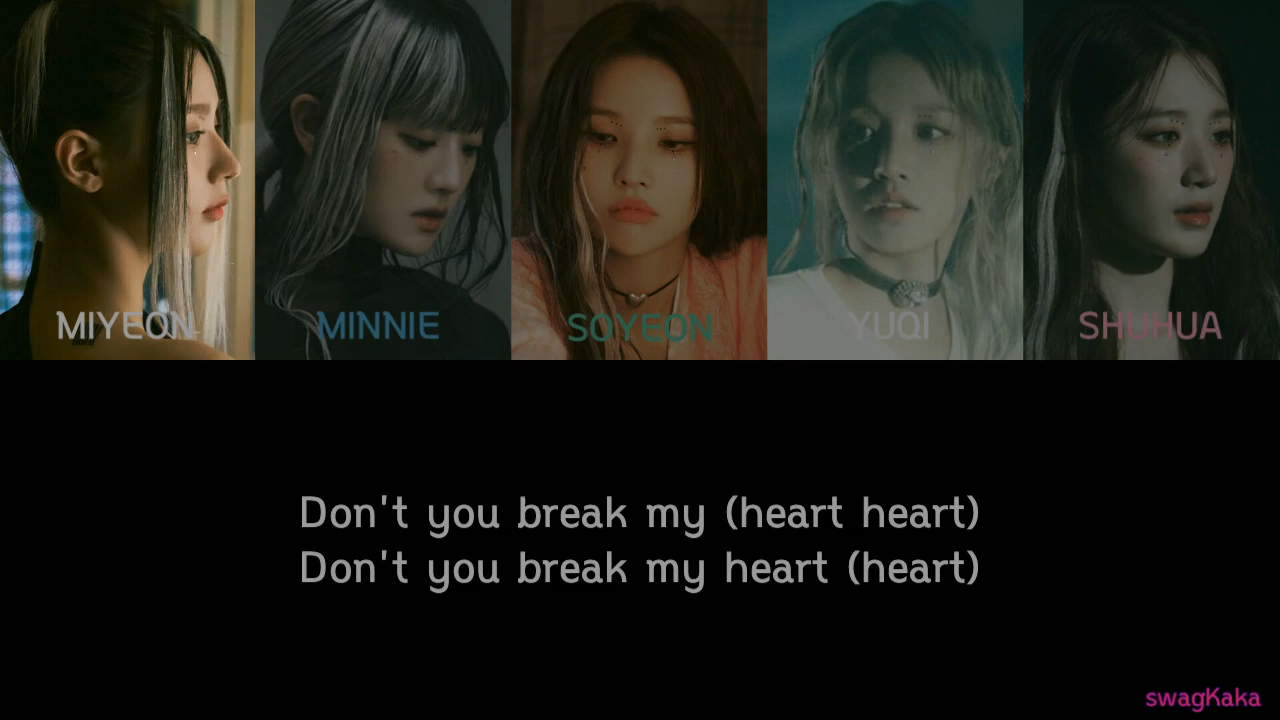 MIYEON
MINNIE
SOYEON
YUQI
SHUHUA
Don't you break my (heart heart)
Don't you break my heart (heart)
swagKaka